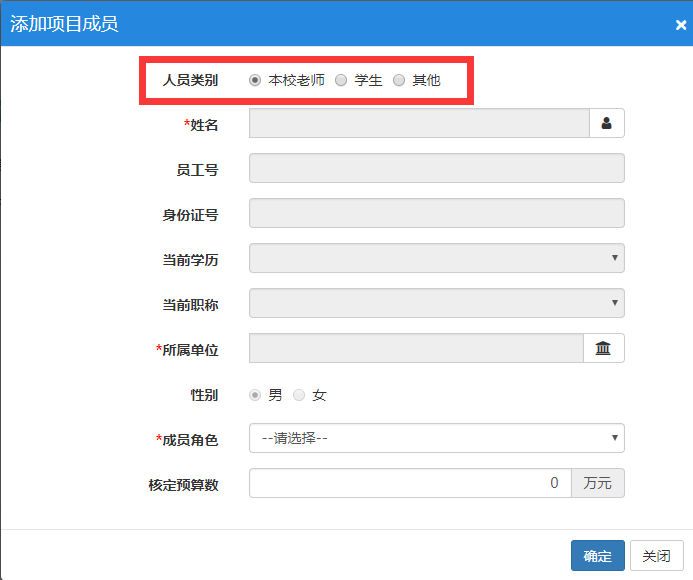 添加项目成员 ×
人员类别 本校老师 学生 其他
*姓名
员工号
身份证号
当前学历
当前职称
*所属单位
性别 男 女
*成员角色 --请选择--
核定预算数 0 万元
确定 关闭